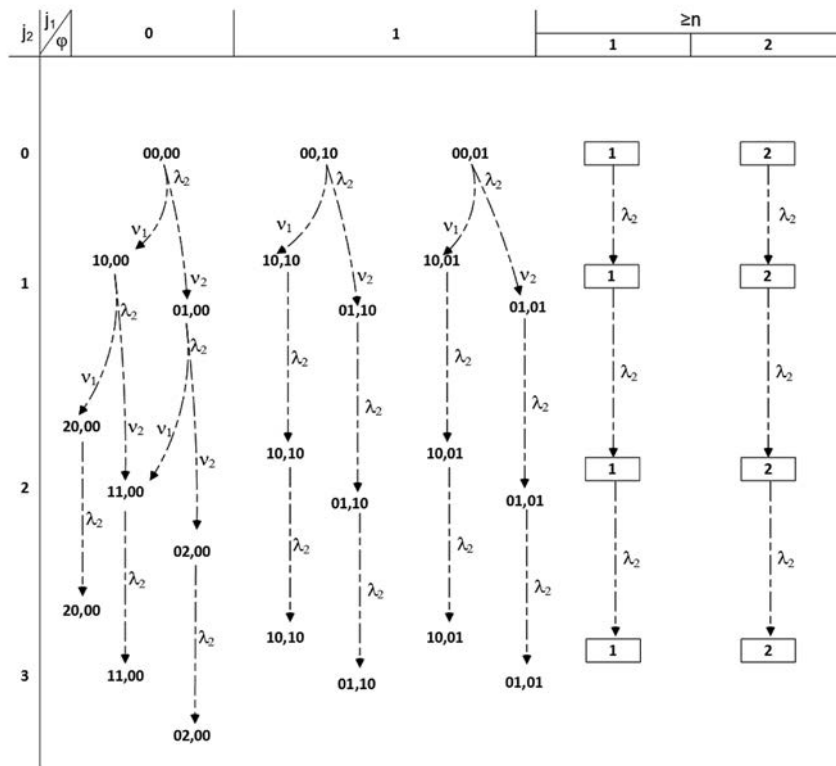 j₂ j₁ φ 0 1 ≥n
1 2
0 00,00 00,10 00,01 1 2
λ₂ λ₂ λ₂
λ₂ λ₂
ν₁ ν₁ ν₁
10,00 10,10 10,01
ν₂ ν₂ ν₂
1 1 2
01,00 01,10 01,01
λ₂ λ₂
λ₂ λ₂
ν₁ λ₂ λ₂ λ₂ λ₂
λ₂ λ₂
20,00 ν₂ ν₁
ν₂
10,10 10,01 1 2
2 11,00 01,10 01,01
λ₂ 02,00
λ₂ λ₂ λ₂ λ₂
λ₂ λ₂ λ₂
20,00
λ₂
10,10 10,01 1 2
3 11,00 01,10 01,01
02,00